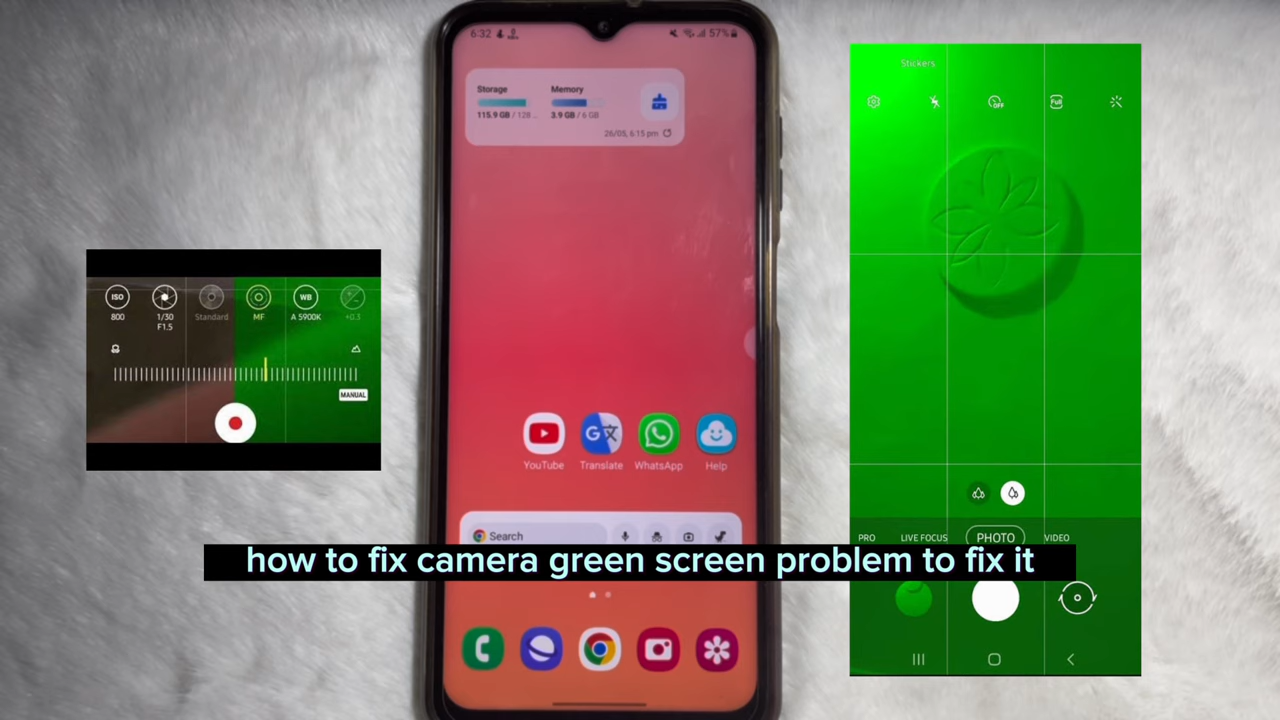 6:32
57%
Storage
Memory
115.9 GB / 128 ...
3.9 GB / 6 GB
26/05, 6:15 pm
YouTube
Translate
WhatsApp
Help
Search
ISO
WB
800
1/30
F1.5
Standard
MF
A 5900K
+0.1
MANUAL
Stickers
OFF
Full
PRO
LIVE FOCUS
PHOTO
VIDEO
how to fix camera green screen problem to fix it